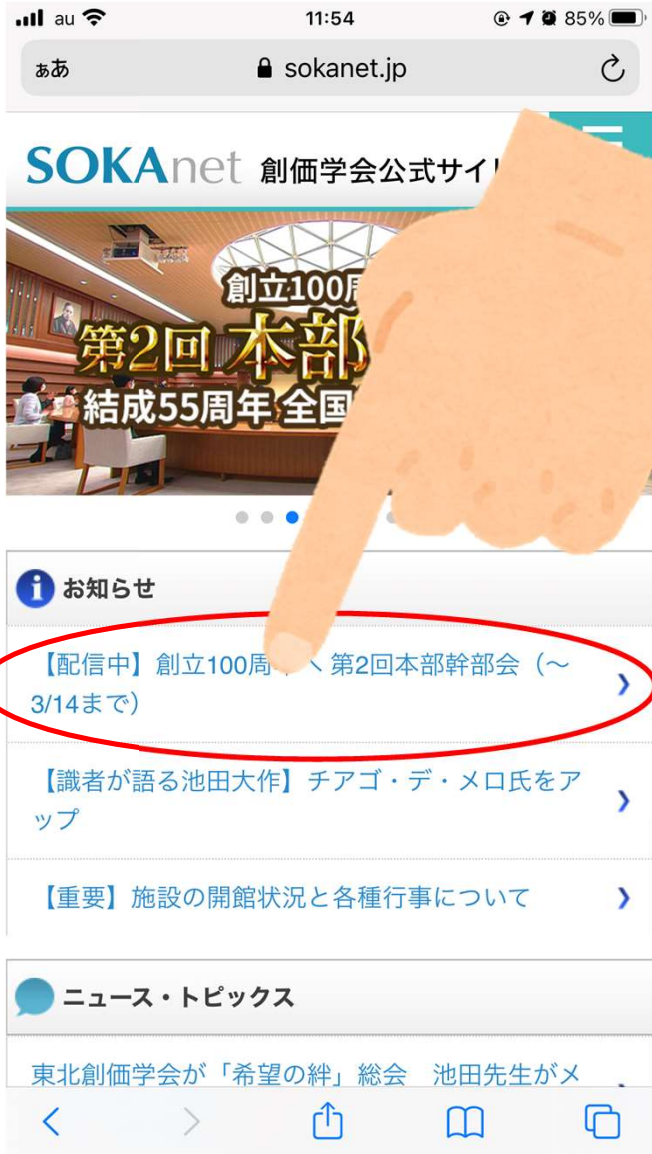 au
11:54
85%
ぁあ
sokanet.jp
SOKAnet 創価学会公式サイ
創立100周
第2回 本部
結成55周年 全国
お知らせ
【配信中】創立100周 へ 第2回本部幹部会（～
3/14まで）
【識者が語る池田大作】チアゴ・デ・メロ氏をア
ップ
【重要】施設の開館状況と各種行事について
ニュース・トピックス
東北創価学会が「希望の絆」総会 池田先生がメ